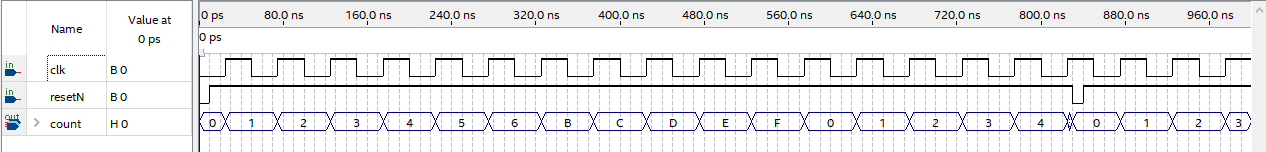 Name
Value at
0 ps
0 ps 80.0 ns 160.0 ns 240.0 ns 320.0 ns 400.0 ns 480.0 ns 560.0 ns 640.0 ns 720.0 ns 800.0 ns 880.0 ns 960.0 ns
0 ps
in clk B 0
in resetN B 0
out count H 0 0 1 2 3 4 5 6 B C D E F 0 1 2 3 4 0 1 2 3